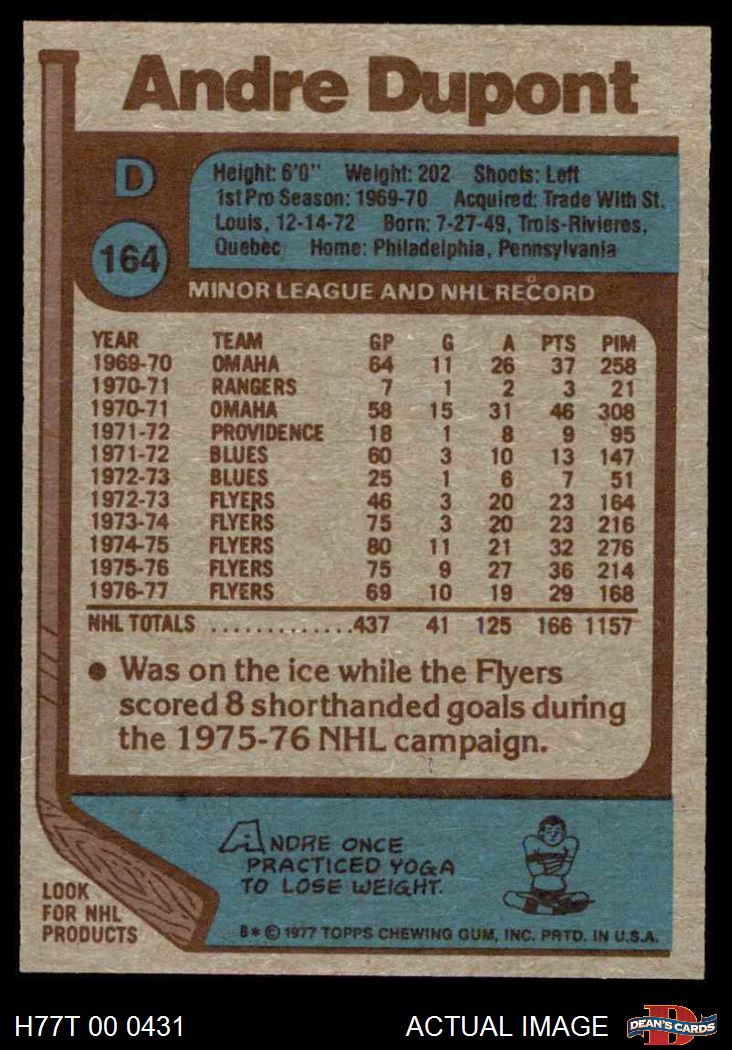 Andre Dupont
D
164
Height: 6'0" Weight: 202 Shoots: Left
1st Pro Season: 1969-70 Acquired: Trade With St.
Louis, 12-14-72 Born: 7-27-49, Trois-Rivieres,
Quebec Home: Philadelphia, Pennsylvania
MINOR LEAGUE AND NHL RECORD
YEAR TEAM GP G A PTS PIM
1969-70 OMAHA 64 11 26 37 258
1970-71 RANGERS 7 1 2 3 21
1970-71 OMAHA 58 15 31 46 308
1971-72 PROVIDENCE 18 1 8 9 95
1971-72 BLUES 60 3 10 13 147
1972-73 BLUES 25 1 6 7 51
1972-73 FLYERS 46 3 20 23 164
1973-74 FLYERS 75 3 20 23 216
1974-75 FLYERS 80 11 21 32 276
1975-76 FLYERS 75 9 27 36 214
1976-77 FLYERS 69 10 19 29 168
NHL TOTALS .............437 41 125 166 1157
● Was on the ice while the Flyers
scored 8 shorthanded goals during
the 1975-76 NHL campaign.
ANDRE ONCE
PRACTICED YOGA
TO LOSE WEIGHT.
LOOK
FOR NHL
PRODUCTS
B* © 1977 TOPPS CHEWING GUM, INC. PRTD. IN U.S.A.
H77T 00 0431 ACTUAL IMAGE
D
DEAN'S CARDS